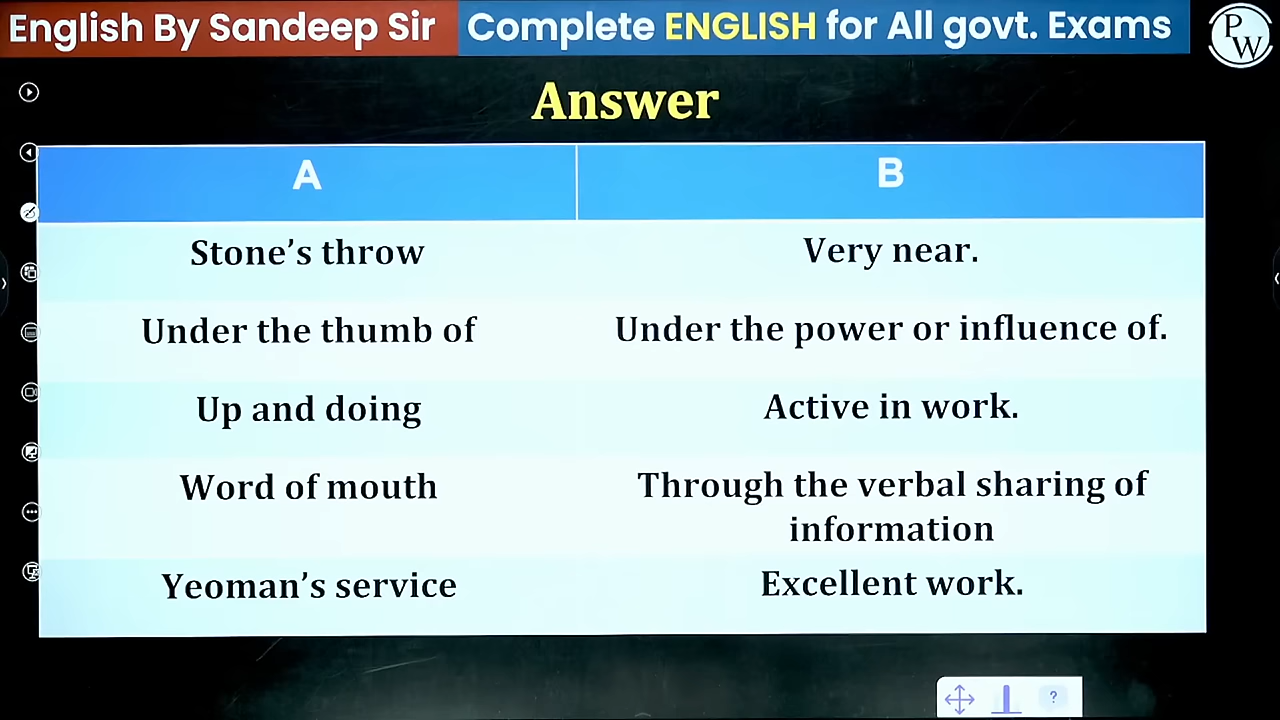 English By Sandeep Sir
Complete ENGLISH for All govt. Exams
PW
Answer
A
B
Stone’s throw
Very near.
Under the thumb of
Under the power or influence of.
Up and doing
Active in work.
Word of mouth
Through the verbal sharing of
information
Yeoman’s service
Excellent work.
?